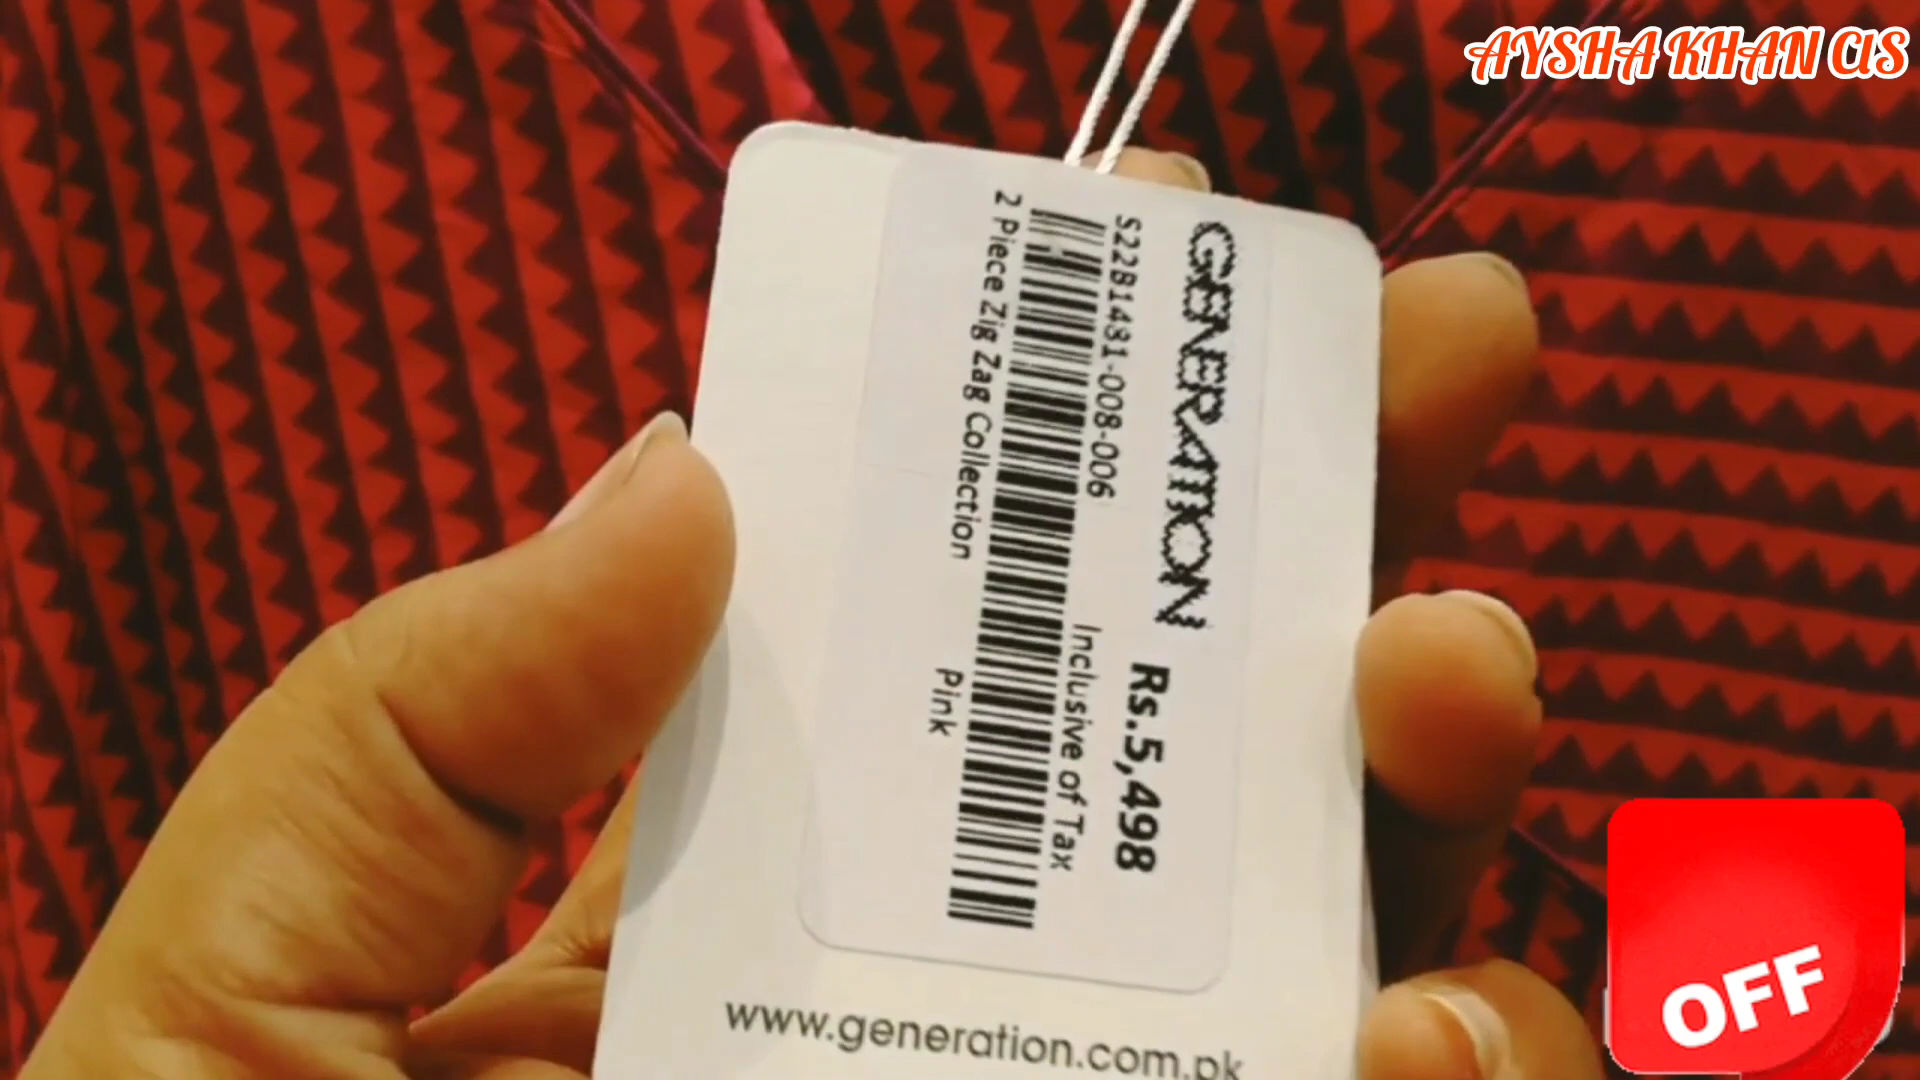 AYSHA KHAN CIS
GENERATION
Rs.5,498
S22B1481-008-006
Inclusive of Tax
2 Piece Zig Zag Collection
Pink
www.generation.com.pk
OFF